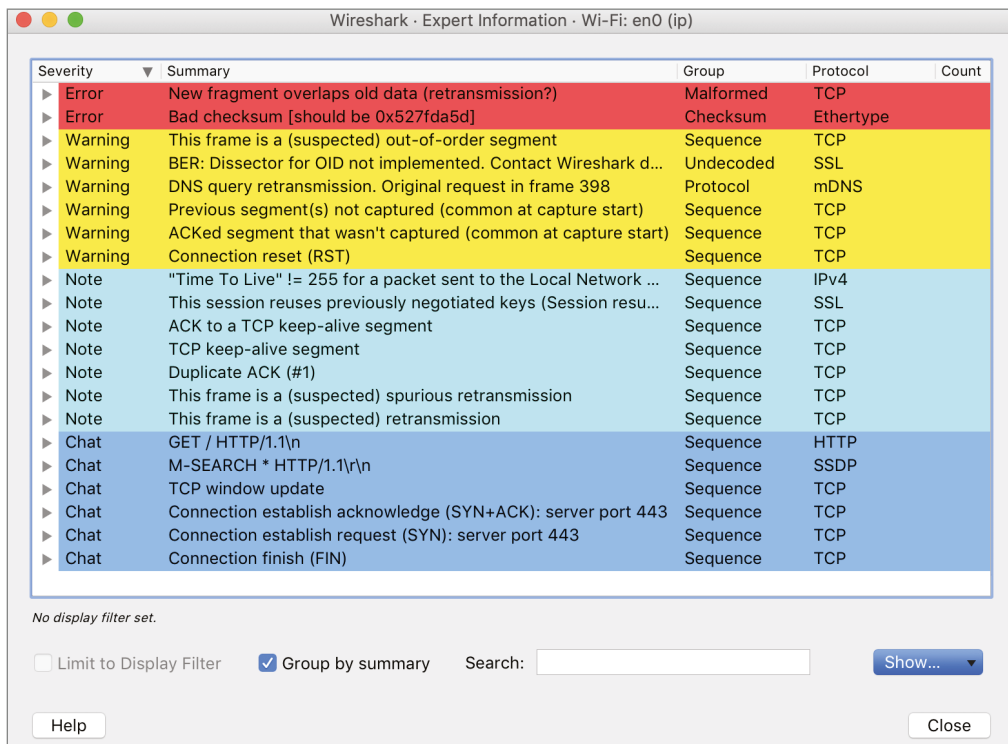 Wireshark · Expert Information · Wi-Fi: en0 (ip)
Severity Summary Group Protocol Count
Error New fragment overlaps old data (retransmission?) Malformed TCP
Error Bad checksum [should be 0x527fda5d] Checksum Ethertype
Warning This frame is a (suspected) out-of-order segment Sequence TCP
Warning BER: Dissector for OID not implemented. Contact Wireshark d... Undecoded SSL
Warning DNS query retransmission. Original request in frame 398 Protocol mDNS
Warning Previous segment(s) not captured (common at capture start) Sequence TCP
Warning ACKed segment that wasn't captured (common at capture start) Sequence TCP
Warning Connection reset (RST) Sequence TCP
Note "Time To Live" != 255 for a packet sent to the Local Network ... Sequence IPv4
Note This session reuses previously negotiated keys (Session resu... Sequence SSL
Note ACK to a TCP keep-alive segment Sequence TCP
Note TCP keep-alive segment Sequence TCP
Note Duplicate ACK (#1) Sequence TCP
Note This frame is a (suspected) spurious retransmission Sequence TCP
Note This frame is a (suspected) retransmission Sequence TCP
Chat GET / HTTP/1.1\n Sequence HTTP
Chat M-SEARCH * HTTP/1.1\r\n Sequence SSDP
Chat TCP window update Sequence TCP
Chat Connection establish acknowledge (SYN+ACK): server port 443 Sequence TCP
Chat Connection establish request (SYN): server port 443 Sequence TCP
Chat Connection finish (FIN) Sequence TCP
No display filter set.
Limit to Display Filter Group by summary Search: Show...
Help Close